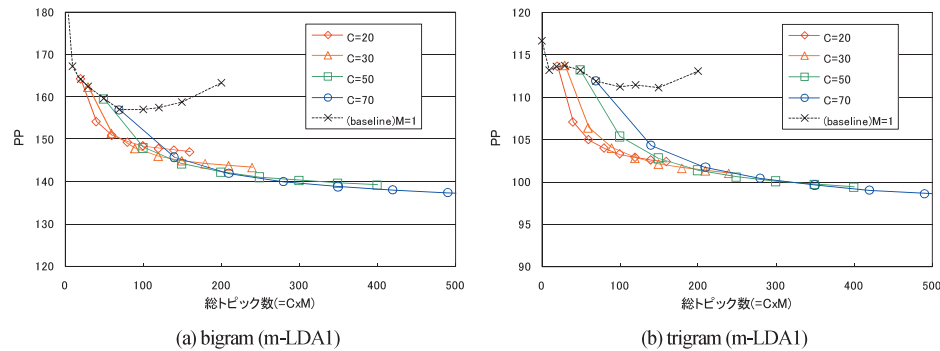 180
170
160
150
140
130
120
PP
0
100
200
300
400
500
総トピック数(=CxM)
C=20
C=30
C=50
C=70
(baseline)M=1
(a) bigram (m-LDA1)
120
115
110
105
100
95
90
PP
0
100
200
300
400
500
総トピック数(=CxM)
C=20
C=30
C=50
C=70
(baseline)M=1
(b) trigram (m-LDA1)